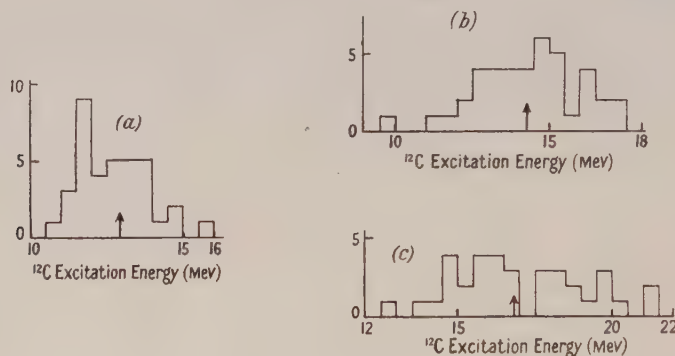 (a)
10
5
0
10 15 16
¹²C Excitation Energy (Mev)
(b)
5
0
10 15 18
¹²C Excitation Energy (Mev)
(c)
5
0
12 15 20 22
¹²C Excitation Energy (Mev)